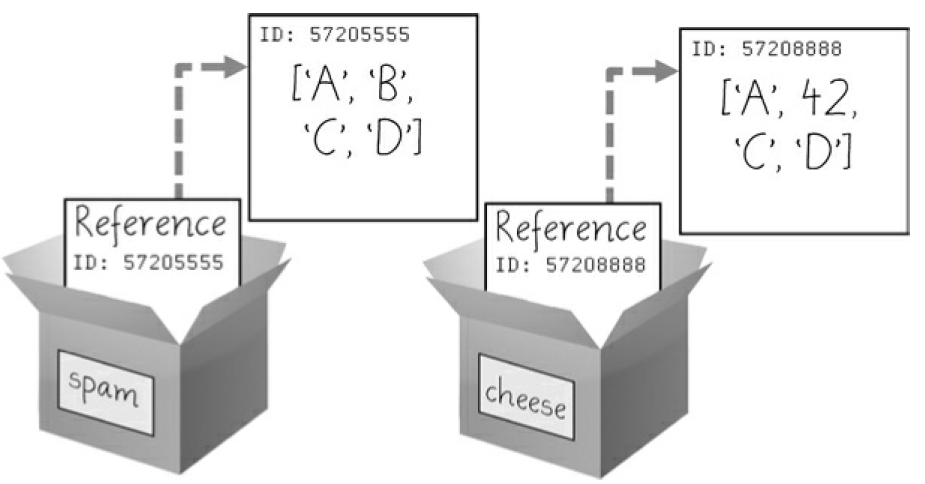 ID: 57205555
['A', 'B',
'C', 'D']
Reference
ID: 57205555
spam
ID: 57208888
['A', 42,
'C', 'D']
Reference
ID: 57208888
cheese